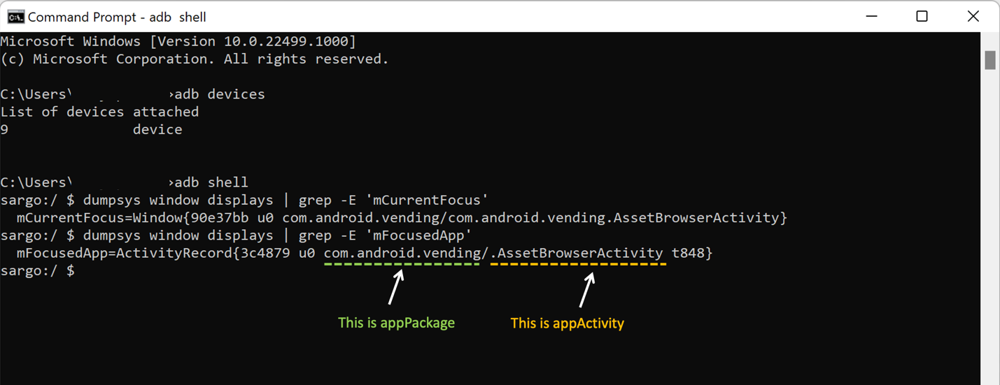 Command Prompt - adb  shell
Microsoft Windows [Version 10.0.22499.1000]
(c) Microsoft Corporation. All rights reserved.
C:\Users\ >adb devices
List of devices attached
9 device
C:\Users\ >adb shell
sargo:/ $ dumpsys window displays | grep -E 'mCurrentFocus'
mCurrentFocus=Window{90e37bb u0 com.android.vending/com.android.vending.AssetBrowserActivity}
sargo:/ $ dumpsys window displays | grep -E 'mFocusedApp'
mFocusedApp=ActivityRecord{3c4879 u0 com.android.vending/.AssetBrowserActivity t848}
sargo:/ $
This is appPackage
This is appActivity